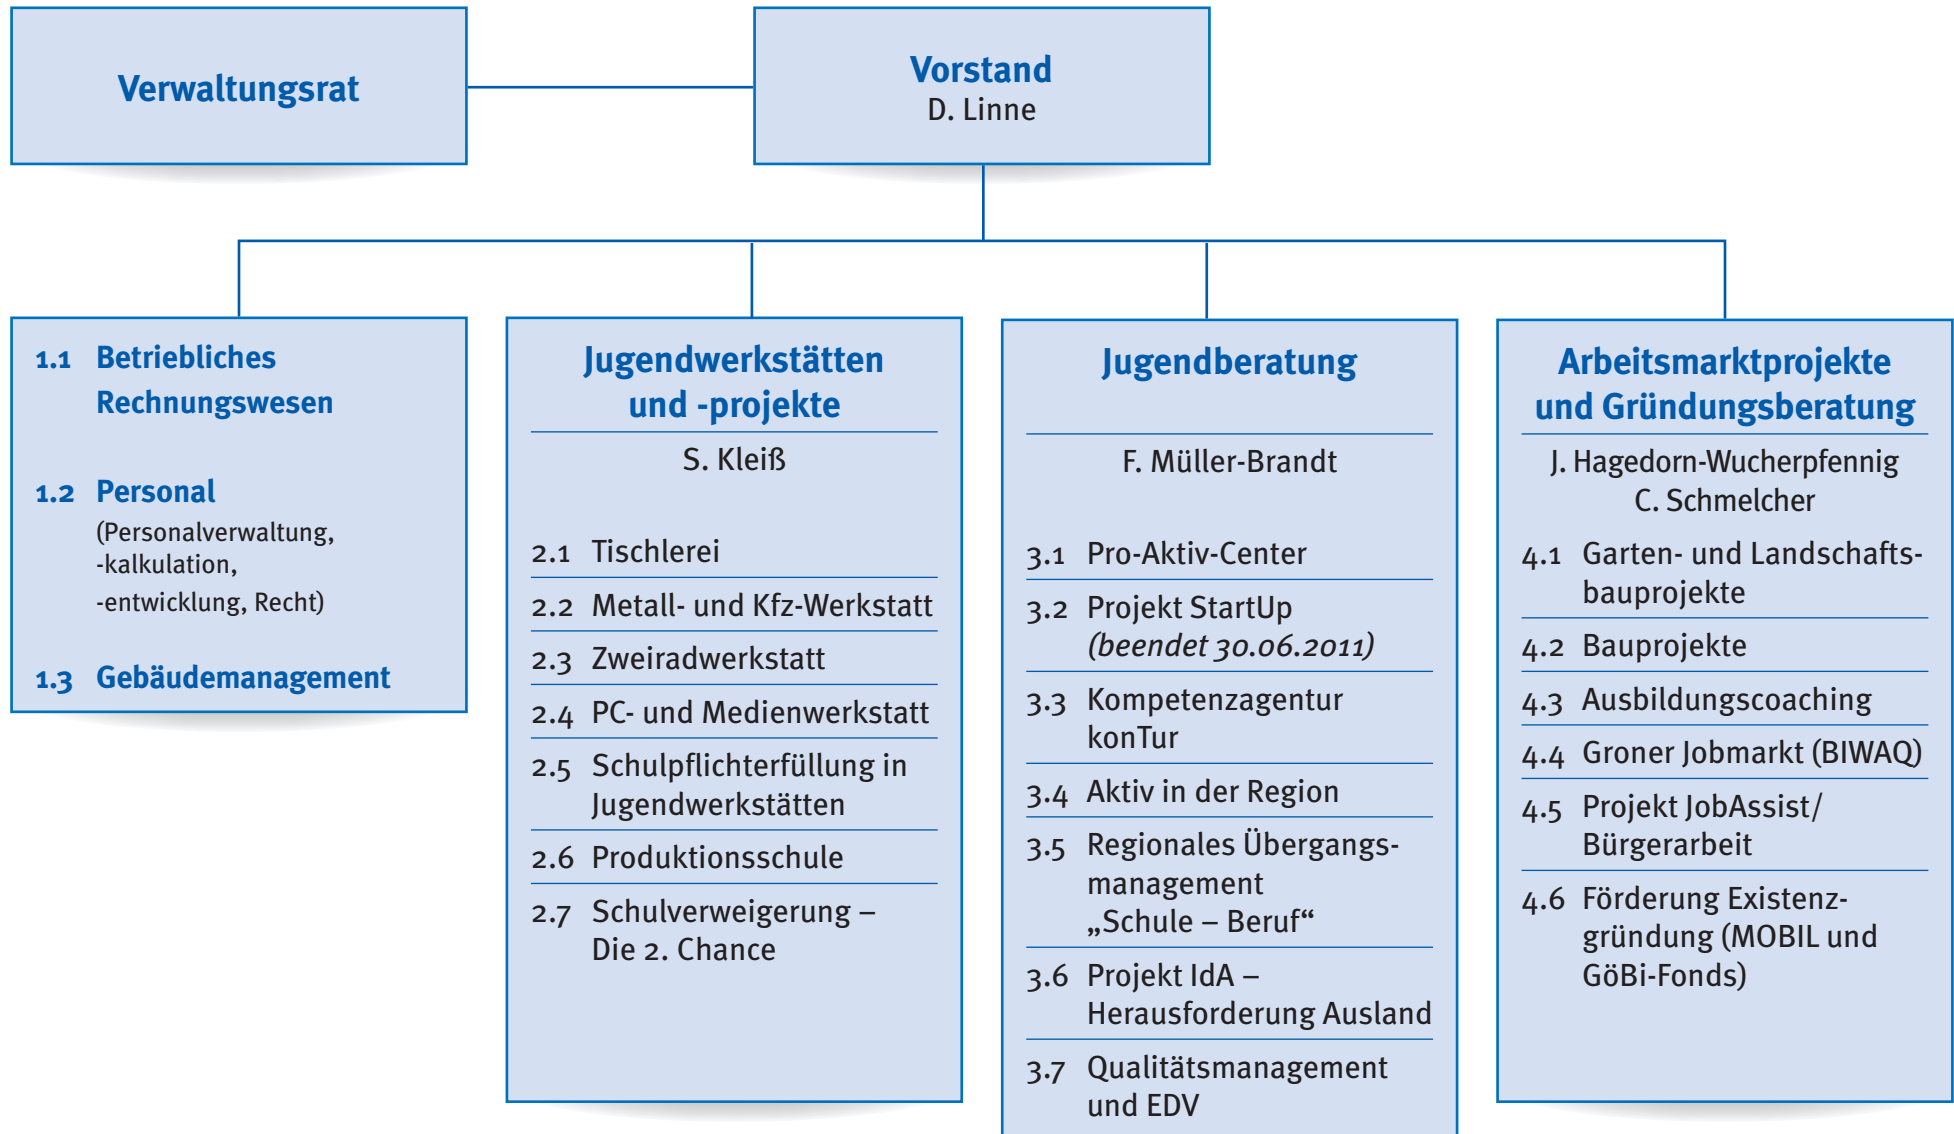 Verwaltungsrat
Vorstand
D. Linne
1.1 Betriebliches
Rechnungswesen
1.2 Personal
(Personalverwaltung,
-kalkulation,
-entwicklung, Recht)
1.3 Gebäudemanagement
Jugendwerkstätten
und -projekte
S. Kleiß
2.1 Tischlerei
2.2 Metall- und Kfz-Werkstatt
2.3 Zweiradwerkstatt
2.4 PC- und Medienwerkstatt
2.5 Schulpflichterfüllung in
Jugendwerkstätten
2.6 Produktionsschule
2.7 Schulverweigerung –
Die 2. Chance
Jugendberatung
F. Müller-Brandt
3.1 Pro-Aktiv-Center
3.2 Projekt StartUp
(beendet 30.06.2011)
3.3 Kompetenzagentur
konTur
3.4 Aktiv in der Region
3.5 Regionales Übergangs-
management
„Schule – Beruf“
3.6 Projekt IdA –
Herausforderung Ausland
3.7 Qualitätsmanagement
und EDV
Arbeitsmarktprojekte
und Gründungsberatung
J. Hagedorn-Wucherpfennig
C. Schmelcher
4.1 Garten- und Landschafts-
bauprojekte
4.2 Bauprojekte
4.3 Ausbildungscoaching
4.4 Groner Jobmarkt (BIWAQ)
4.5 Projekt JobAssist/
Bürgerarbeit
4.6 Förderung Existenz-
gründung (MOBIL und
GöBi-Fonds)